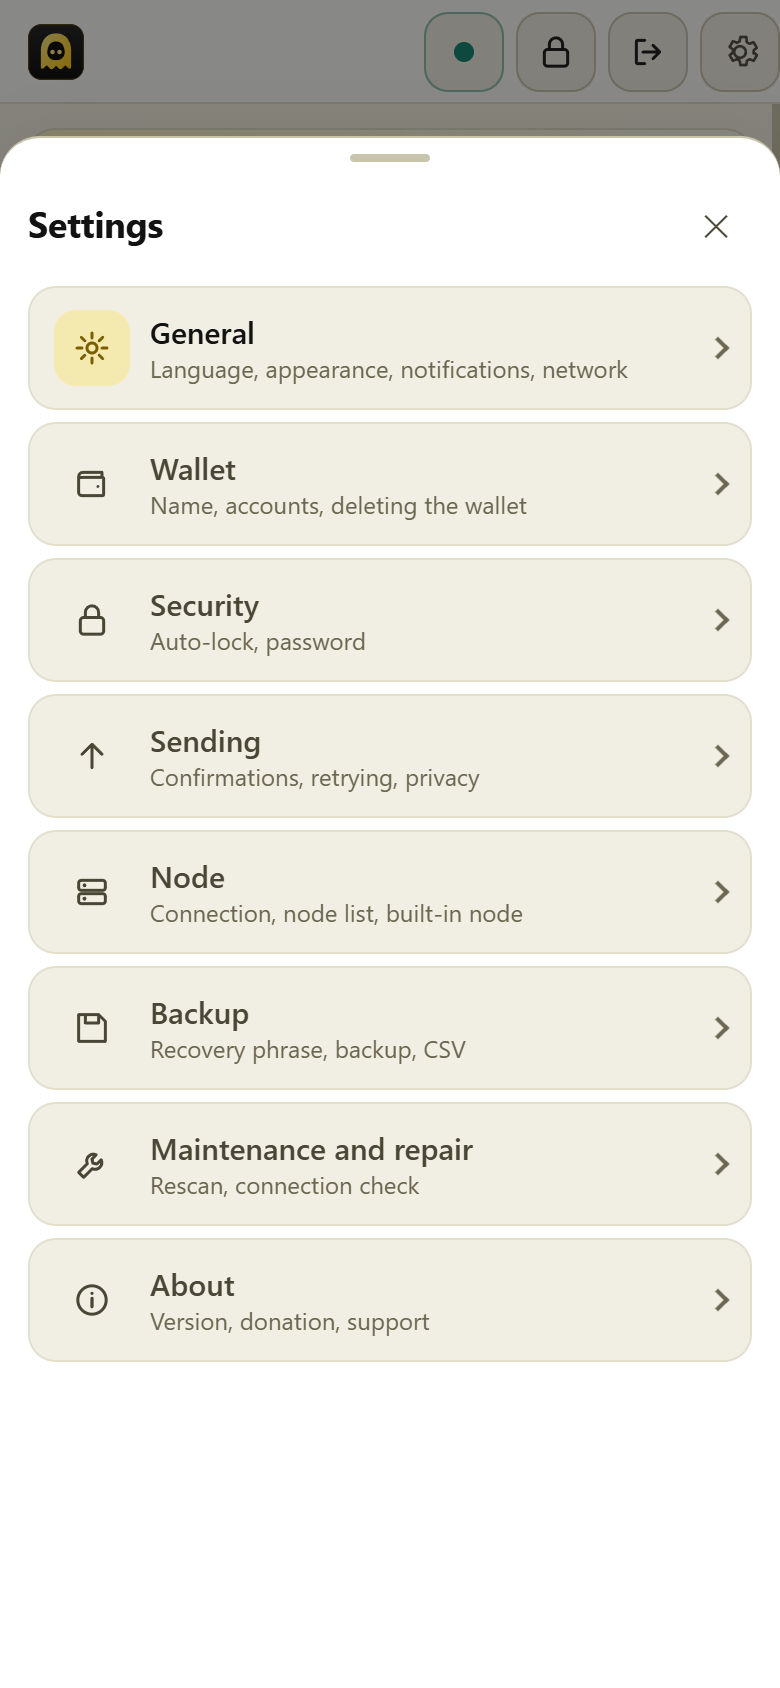 Settings
General
Language, appearance, notifications, network
Wallet
Name, accounts, deleting the wallet
Security
Auto-lock, password
Sending
Confirmations, retrying, privacy
Node
Connection, node list, built-in node
Backup
Recovery phrase, backup, CSV
Maintenance and repair
Rescan, connection check
About
Version, donation, support